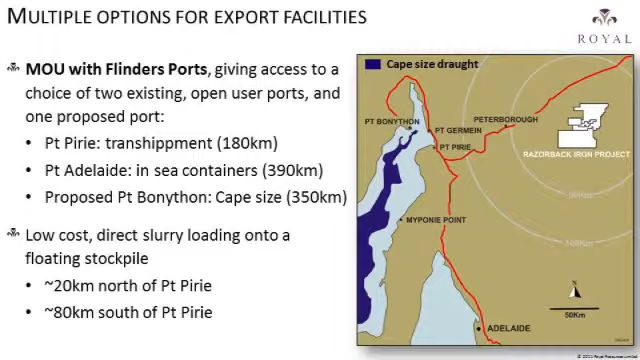 MULTIPLE OPTIONS FOR EXPORT FACILITIES
ROYAL
MOU with Flinders Ports, giving access to a
choice of two existing, open user ports, and
one proposed port:
• Pt Pirie: transhippment (180km)
• Pt Adelaide: in sea containers (390km)
• Proposed Pt Bonython: Cape size (350km)
Low cost, direct slurry loading onto a
floating stockpile
• ~20km north of Pt Pirie
• ~80km south of Pt Pirie
Cape size draught
PT BONYTHON
PT GERMEIN
PETERBOROUGH
PT PIRIE
RAZORBACK IRON PROJECT
50Km
100Km
MYPONIE POINT
N
50Km
ADELAIDE